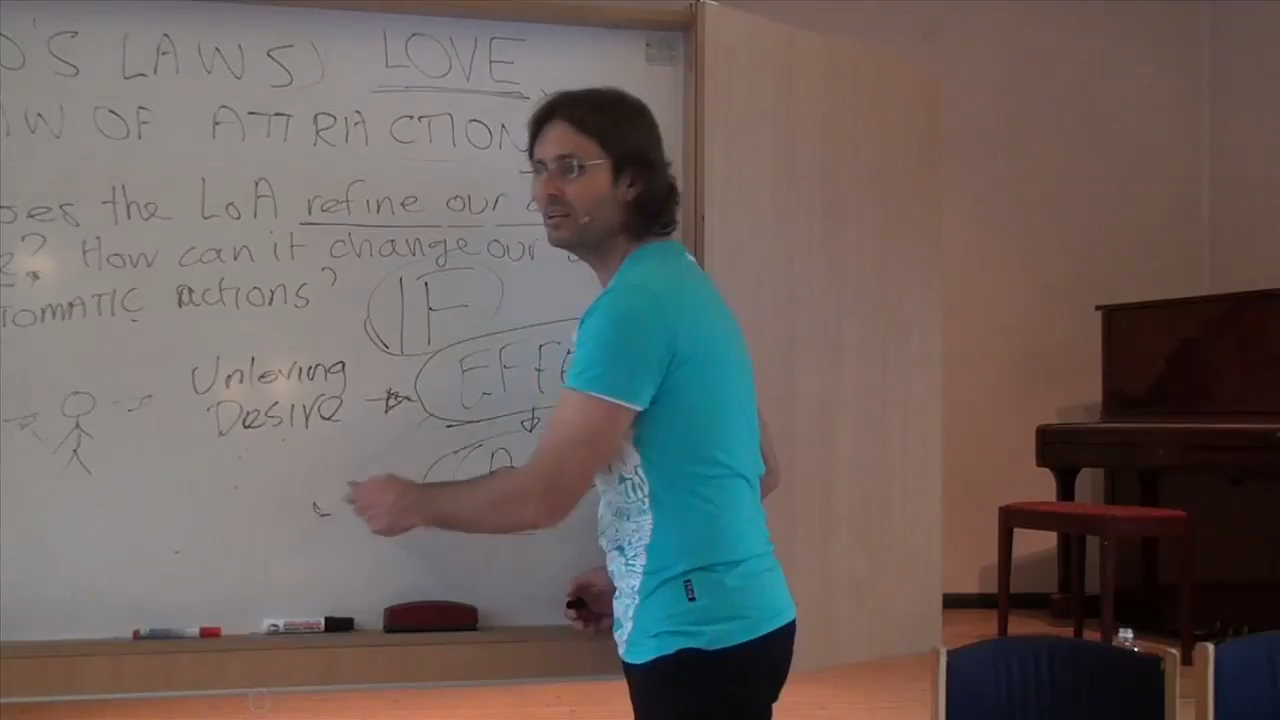 O'S LAWS) LOVE
AW OF ATTRACTION
oes the LOA refine our
e? How can it change our
TOMATIC actions?
IF
Unloving EFFE
Desire